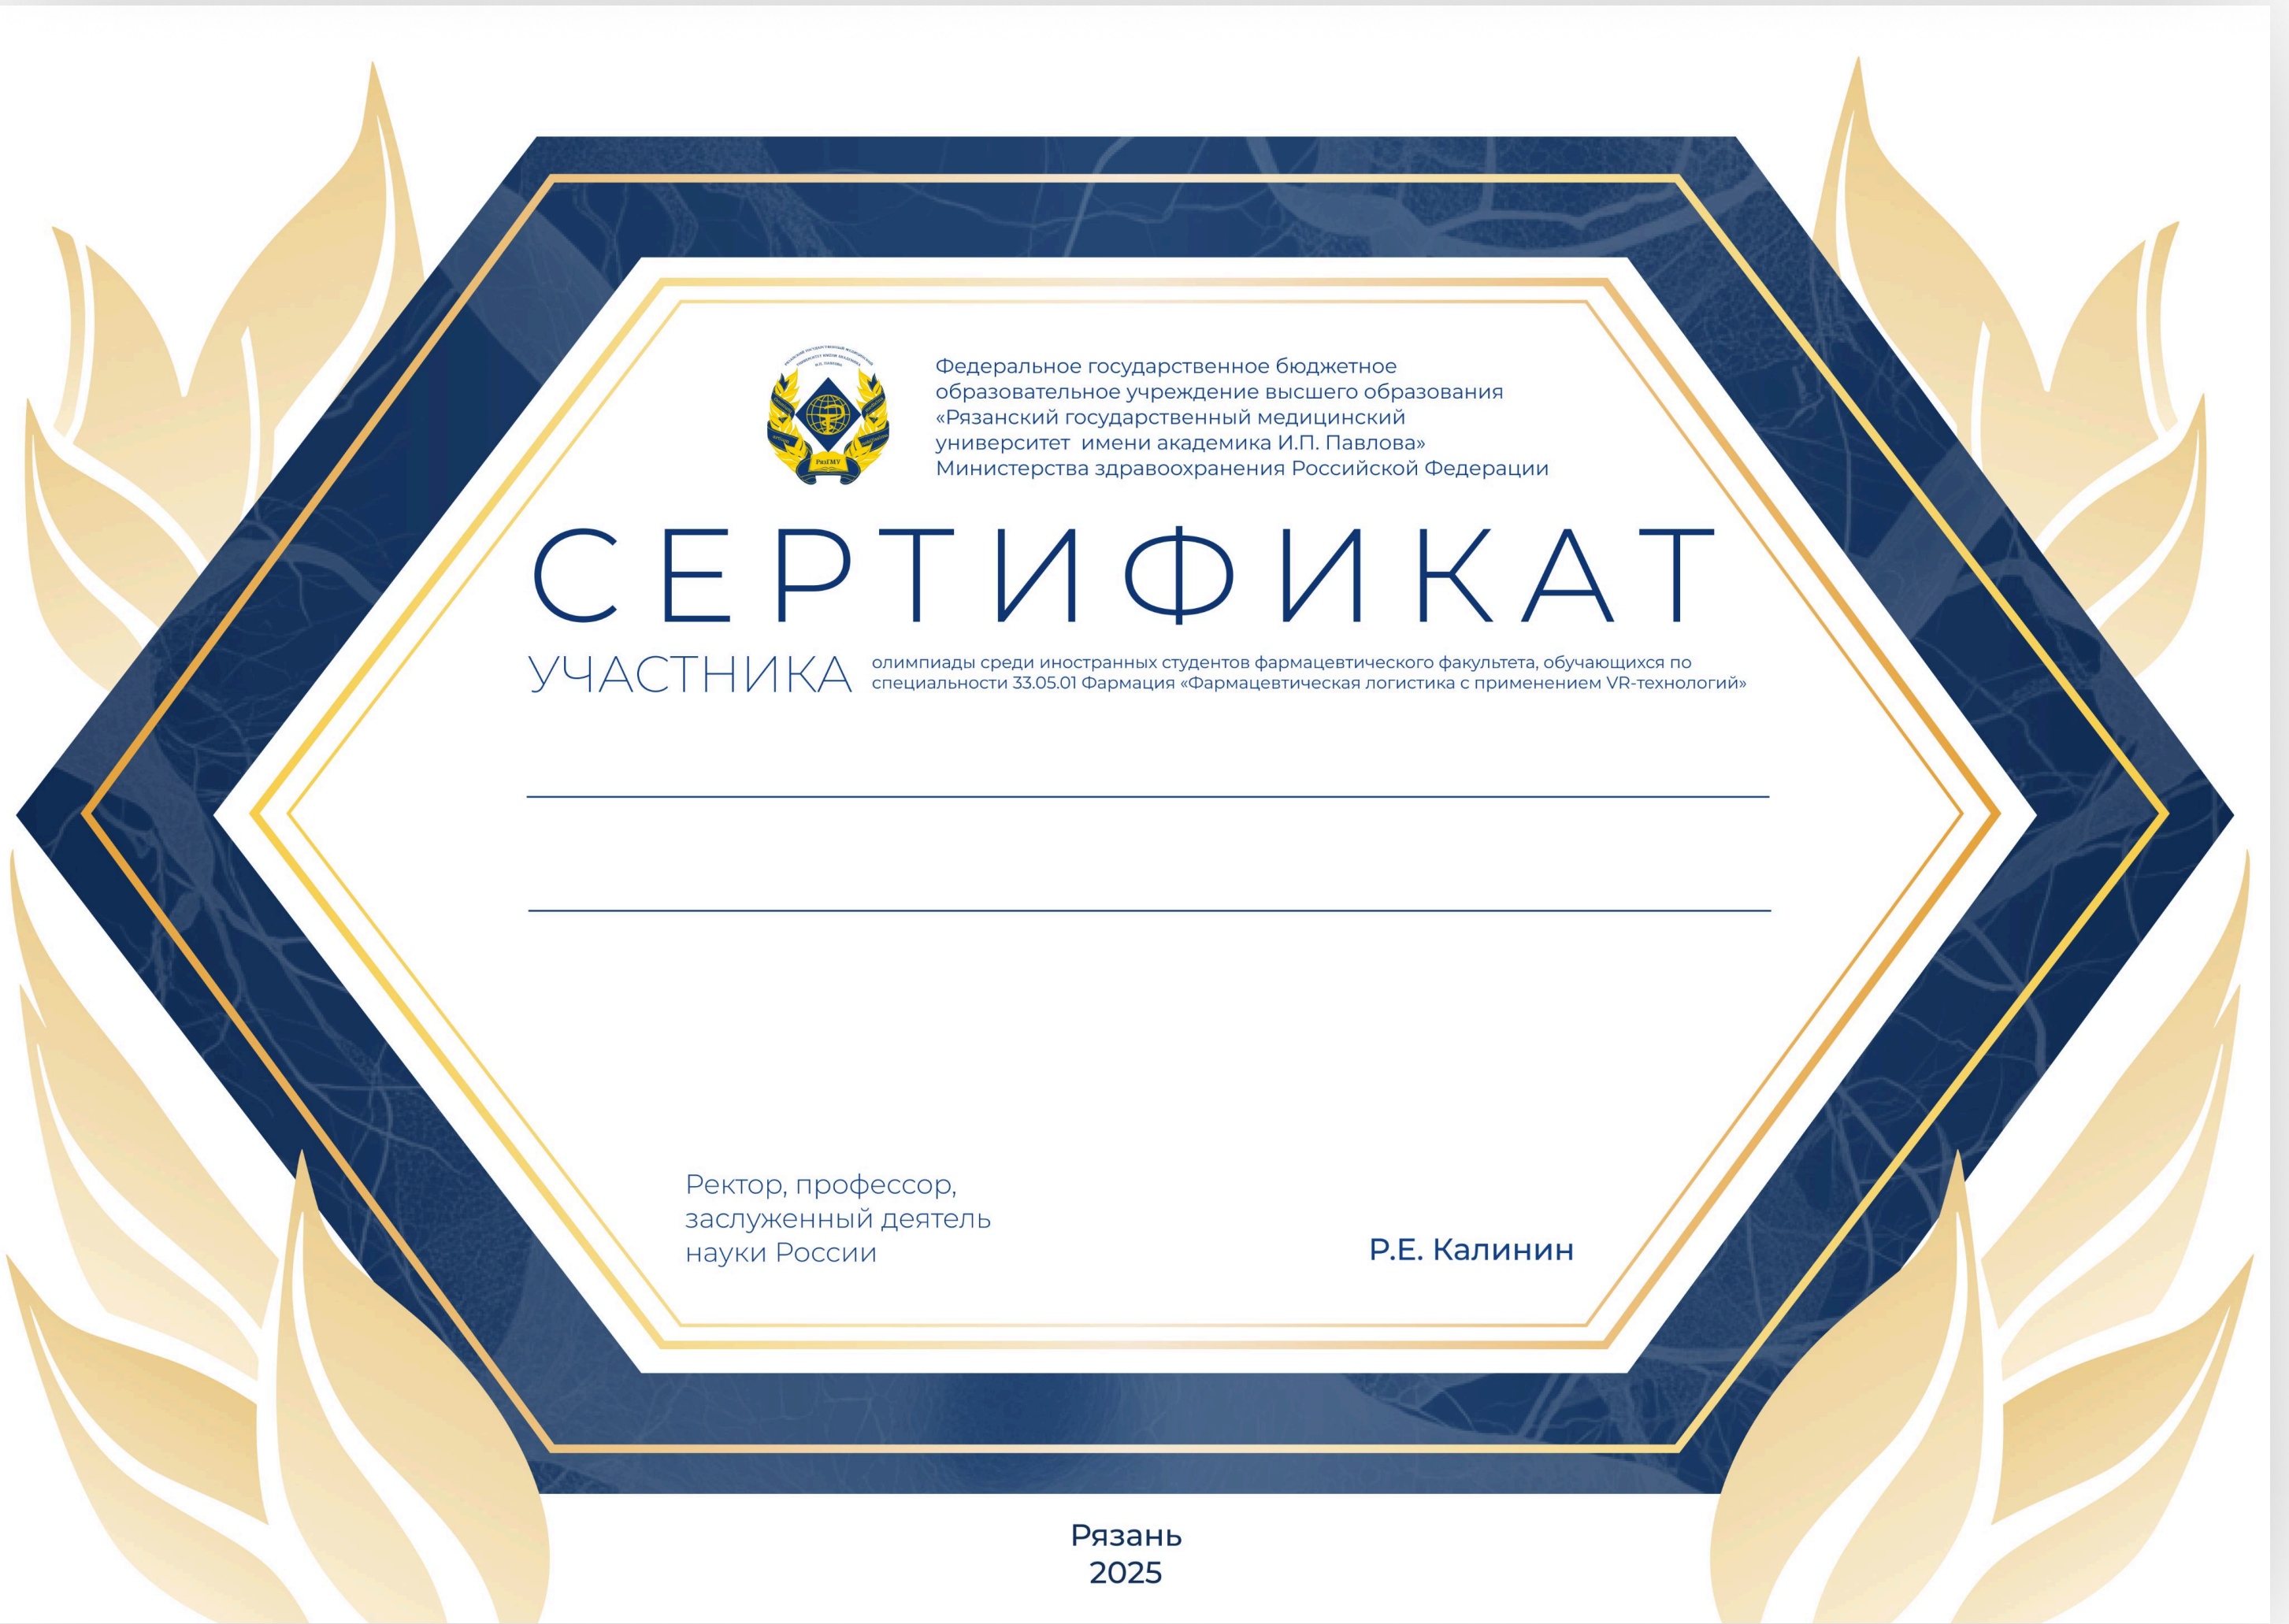 Федеральное государственное бюджетное
образовательное учреждение высшего образования
«Рязанский государственный медицинский
университет имени академика И.П. Павлова»
Министерства здравоохранения Российской Федерации
РязГМУ
СЕРТИФИКАТ
УЧАСТНИКА
олимпиады среди иностранных студентов фармацевтического факультета, обучающихся по
специальности 33.05.01 Фармация «Фармацевтическая логистика с применением VR-технологий»
Ректор, профессор,
заслуженный деятель
науки России
Р.Е. Калинин
Рязань
2025